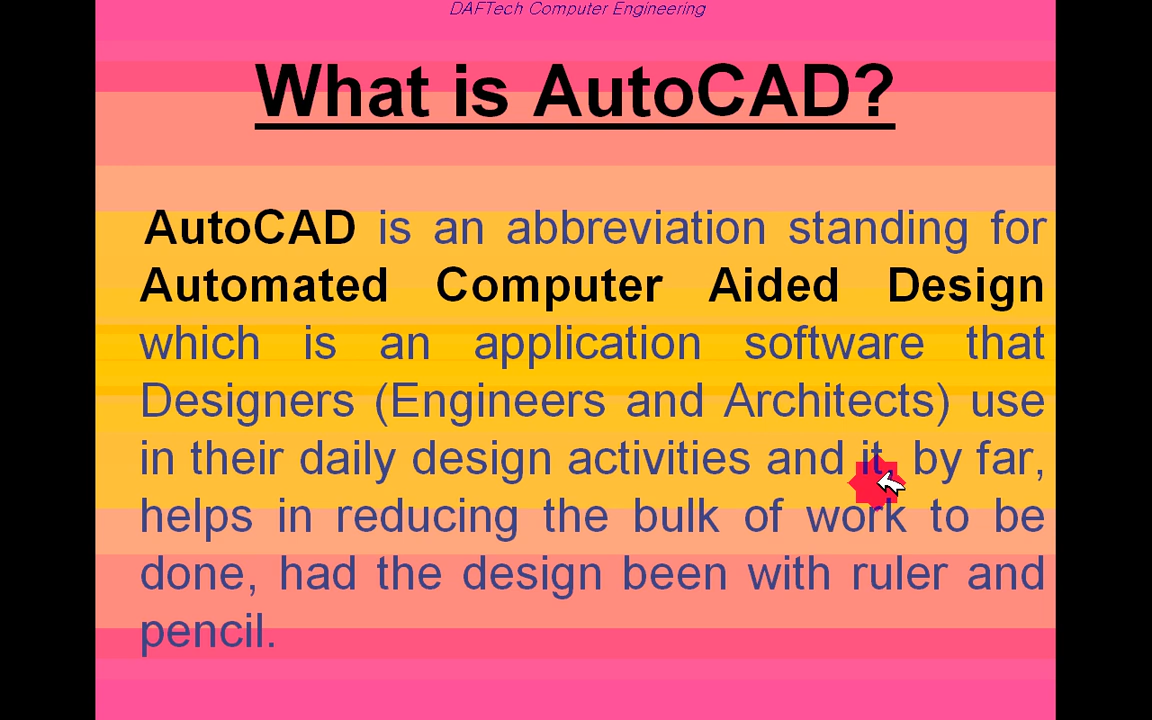 DAFTech Computer Engineering
What is AutoCAD?
AutoCAD is an abbreviation standing for
Automated Computer Aided Design
which is an application software that
Designers (Engineers and Architects) use
in their daily design activities and it, by far,
helps in reducing the bulk of work to be
done, had the design been with ruler and
pencil.